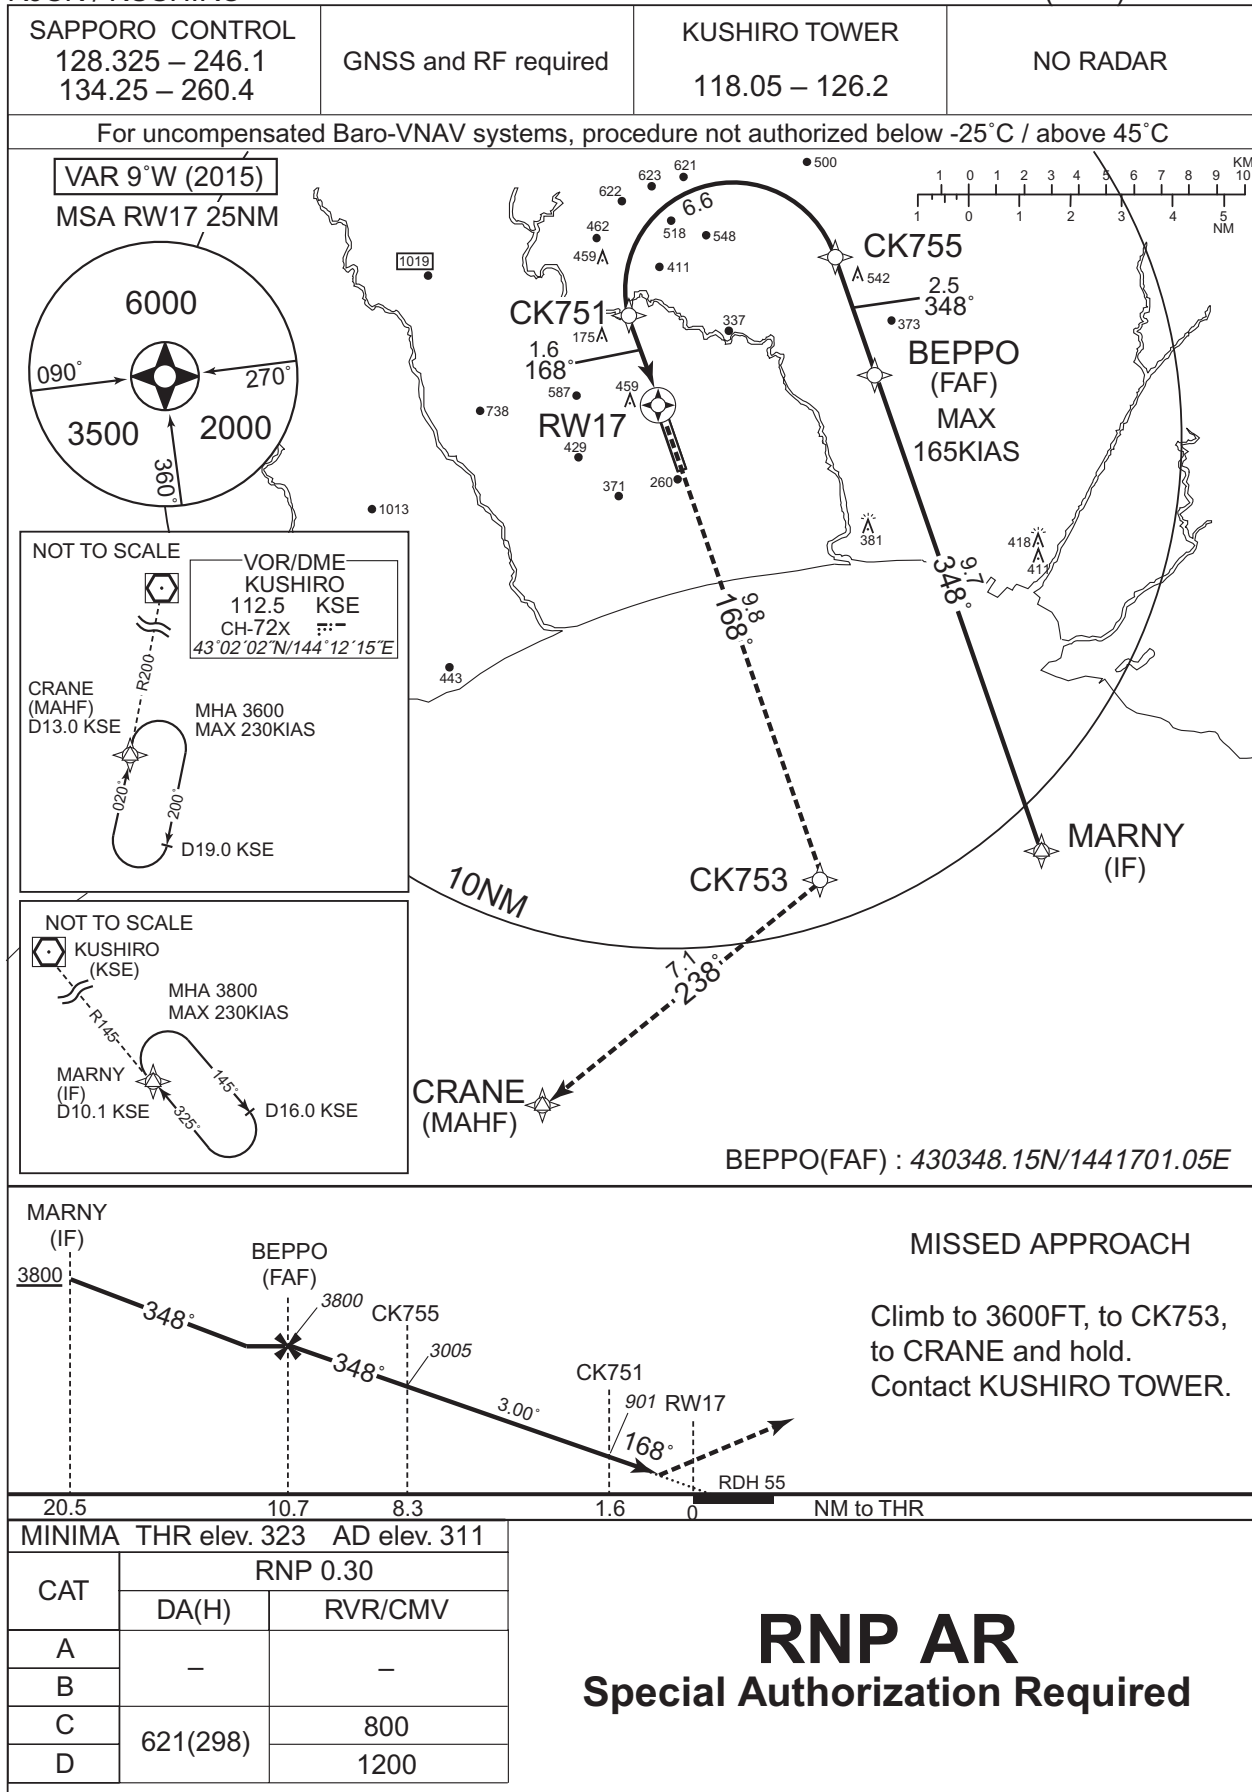 SAPPORO CONTROL
128.325 – 246.1
134.25 – 260.4
GNSS and RF required
KUSHIRO TOWER
118.05 – 126.2
NO RADAR
For uncompensated Baro-VNAV systems, procedure not authorized below -25˚C / above 45˚C
VAR 9˚W (2015)
MSA RW17 25NM
6000
090˚
270˚
3500
2000
360˚
KM
1 0 1 2 3 4 5 6 7 8 9 10
1 0 1 2 3 4 5
NM
500
621
623
622
6.6
462
518
548
459
411
1019
CK755
542
2.5
348˚
373
CK751
175
337
1.6
168˚
BEPPO
(FAF)
MAX
165KIAS
587
459
738
RW17
429
260
371
1013
381
418
411
9.7
348˚
9.8
168˚
443
NOT TO SCALE
VOR/DME
KUSHIRO
112.5 KSE
CH-72X
43˚02´02˝N/144˚12´15˝E
R200
CRANE
(MAHF)
D13.0 KSE
MHA 3600
MAX 230KIAS
020˚
200˚
D19.0 KSE
10NM
CK753
MARNY
(IF)
7.1
238˚
CRANE
(MAHF)
NOT TO SCALE
KUSHIRO
(KSE)
MHA 3800
MAX 230KIAS
R145
MARNY
(IF)
D10.1 KSE
145˚
325˚
D16.0 KSE
BEPPO(FAF) : 430348.15N/1441701.05E
MARNY
(IF)
3800
348˚
BEPPO
(FAF)
3800
CK755
348˚
3005
CK751
3.00˚
901
RW17
168˚
RDH 55
20.5 10.7 8.3 1.6 0 NM to THR
MISSED APPROACH
Climb to 3600FT, to CK753,
to CRANE and hold.
Contact KUSHIRO TOWER.
MINIMA THR elev. 323 AD elev. 311
CAT
RNP 0.30
DA(H) RVR/CMV
A
– –
B
C 800
621(298)
D 1200
RNP AR
Special Authorization Required